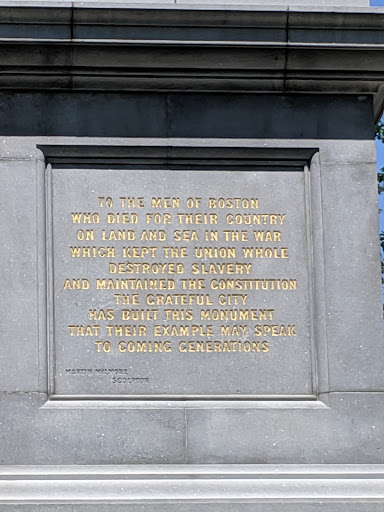 TO THE MEN OF BOSTON
WHO DIED FOR THEIR COUNTRY
ON LAND AND SEA IN THE WAR
WHICH KEPT THE UNION WHOLE
DESTROYED SLAVERY
AND MAINTAINED THE CONSTITUTION
THE GRATEFUL CITY
HAS BUILT THIS MONUMENT
THAT THEIR EXAMPLE MAY SPEAK
TO COMING GENERATIONS
MARTIN MILMORE
SCULPTOR